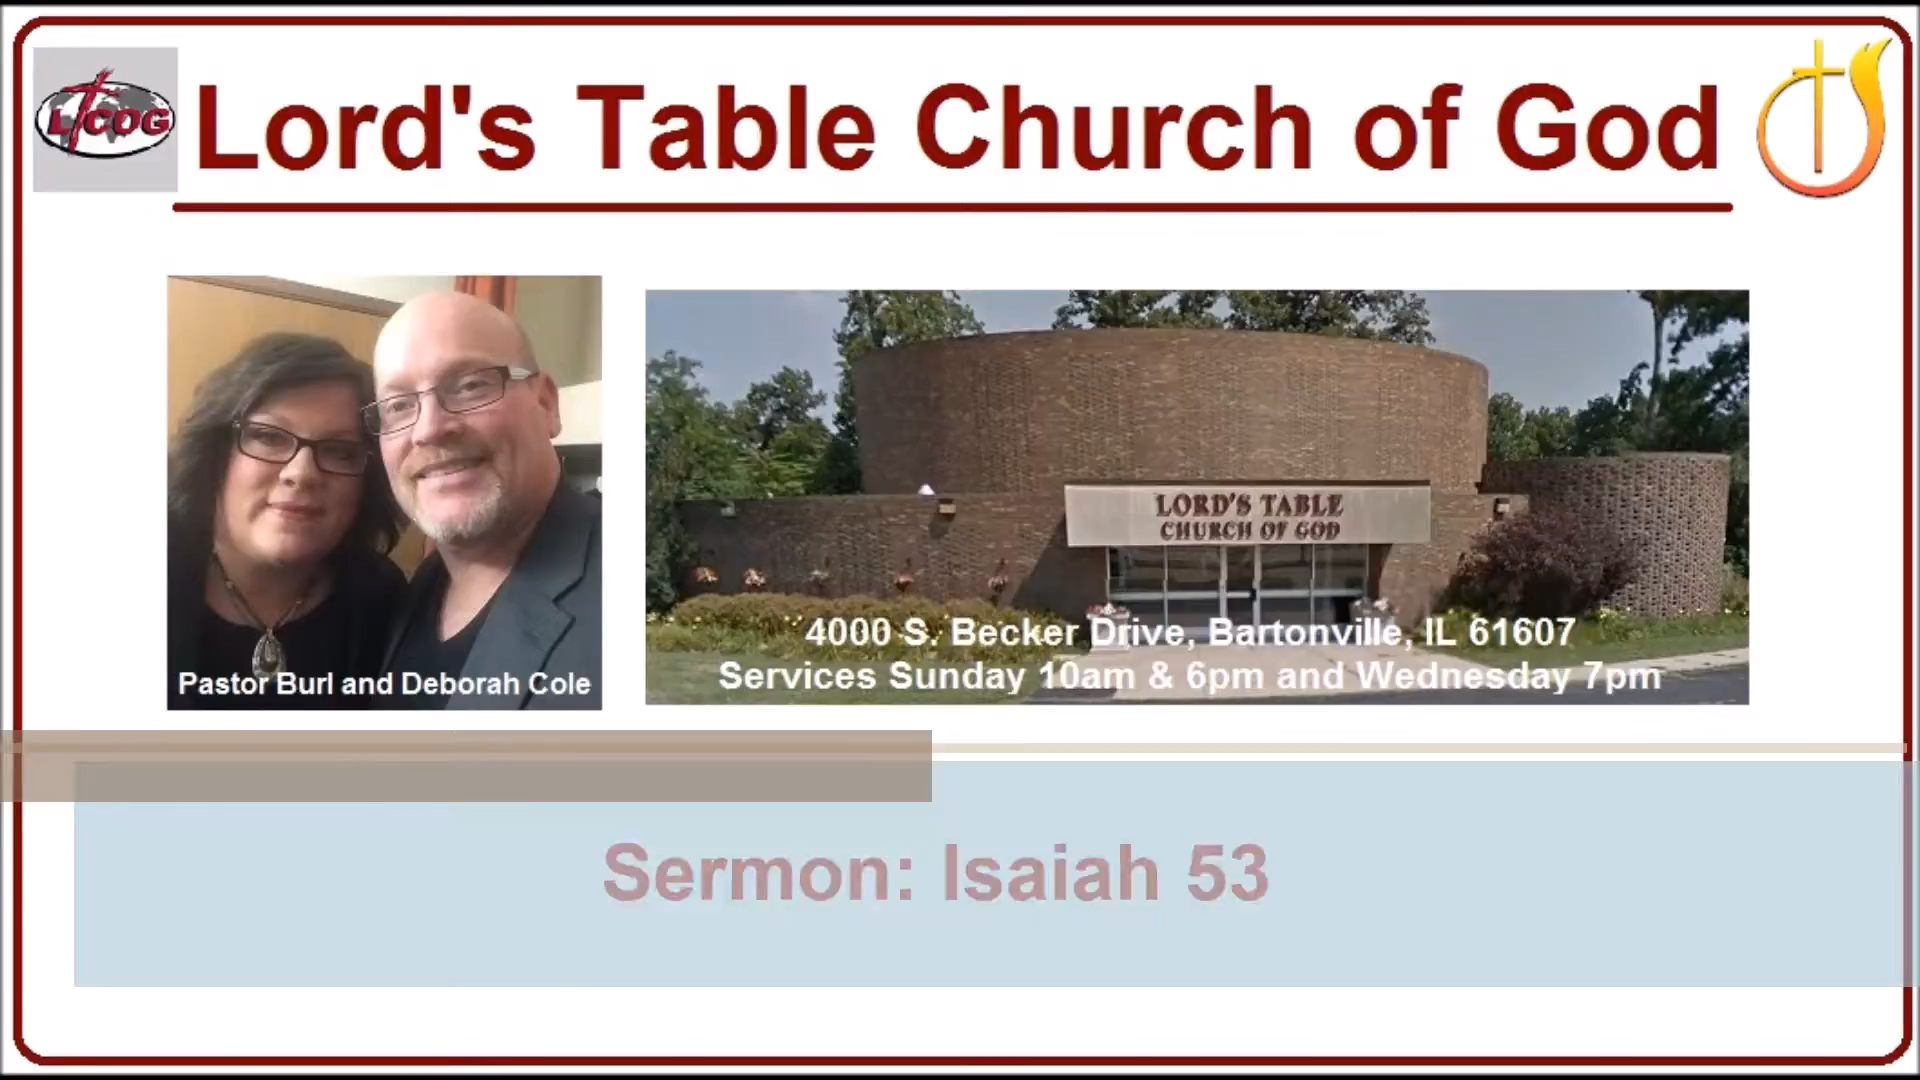 LTCOG
Lord's Table Church of God
LORD'S TABLE
CHURCH OF GOD
4000 S. Becker Drive, Bartonville, IL 61607
Services Sunday 10am & 6pm and Wednesday 7pm
Pastor Burl and Deborah Cole
Sermon: Isaiah 53